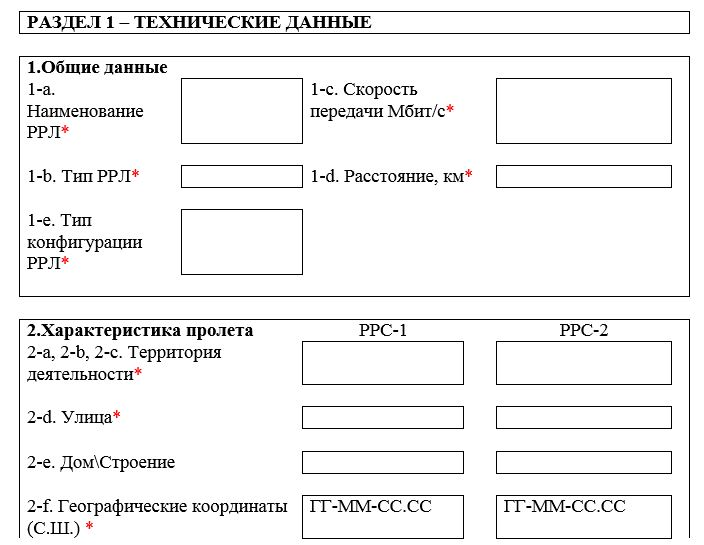 РАЗДЕЛ 1 – ТЕХНИЧЕСКИЕ ДАННЫЕ
1.Общие данные
1-a.
Наименование
РРЛ*
1-c. Скорость
передачи Мбит/с*
1-b. Тип РРЛ*
1-d. Расстояние, км*
1-e. Тип
конфигурации
РРЛ*
2.Характеристика пролета
РРС-1
РРС-2
2-a, 2-b, 2-c. Территория
деятельности*
2-d. Улица*
2-e. Дом\Строение
2-f. Географические координаты
(С.Ш.) *
ГГ-ММ-СС.СС
ГГ-ММ-СС.СС